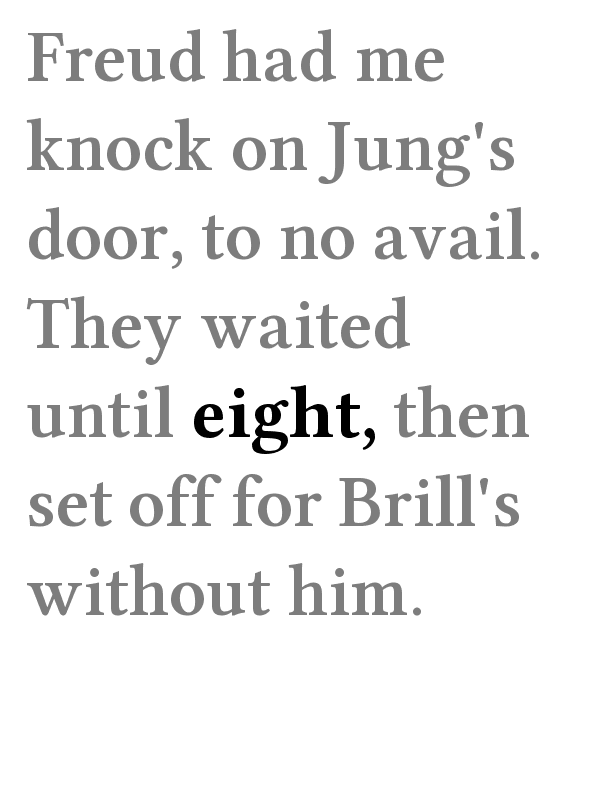 Freud had me
knock on Jung's
door, to no avail.
They waited
until eight, then
set off for Brill's
without him.